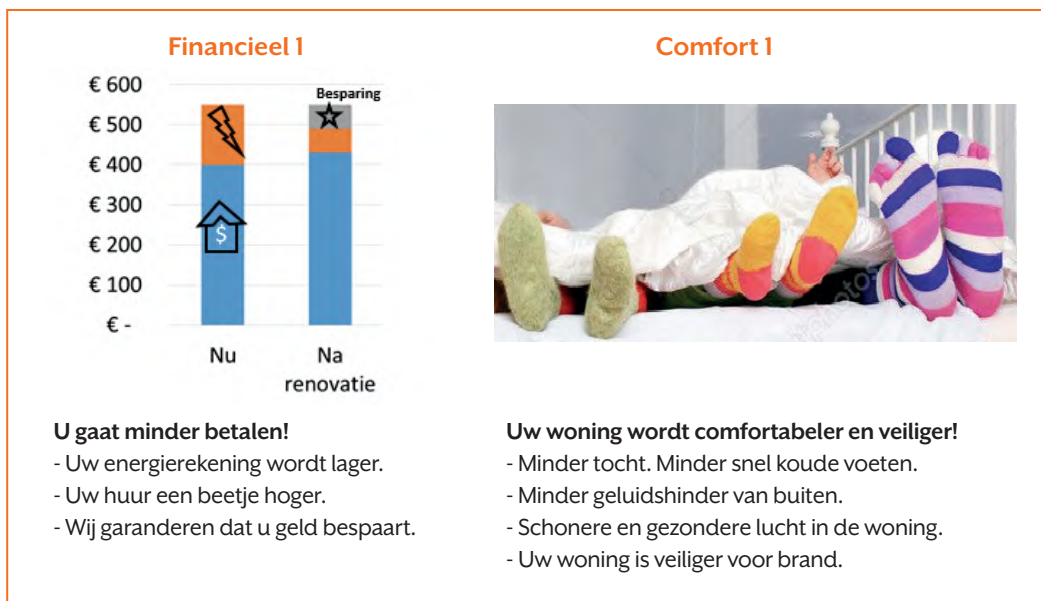 Financieel 1
€ 600
€ 500
€ 400
€ 300
€ 200
€ 100
€ -
Besparing
$
Nu
Na
renovatie
U gaat minder betalen!
- Uw energierekening wordt lager.
- Uw huur een beetje hoger.
- Wij garanderen dat u geld bespaart.
Comfort 1
Uw woning wordt comfortabeler en veiliger!
- Minder tocht. Minder snel koude voeten.
- Minder geluidshinder van buiten.
- Schonere en gezondere lucht in de woning.
- Uw woning is veiliger voor brand.